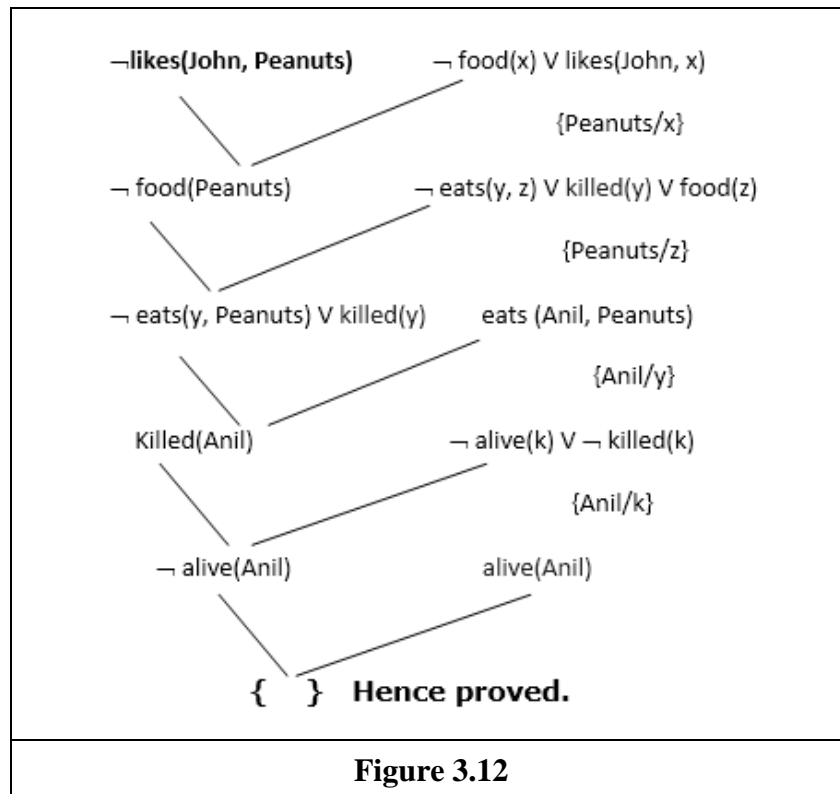 ¬likes(John, Peanuts) ¬ food(x) V likes(John, x)
{Peanuts/x}
¬ food(Peanuts) ¬ eats(y, z) V killed(y) V food(z)
{Peanuts/z}
¬ eats(y, Peanuts) V killed(y) eats (Anil, Peanuts)
{Anil/y}
Killed(Anil) ¬ alive(k) V ¬ killed(k)
{Anil/k}
¬ alive(Anil) alive(Anil)
{ } Hence proved.
Figure 3.12